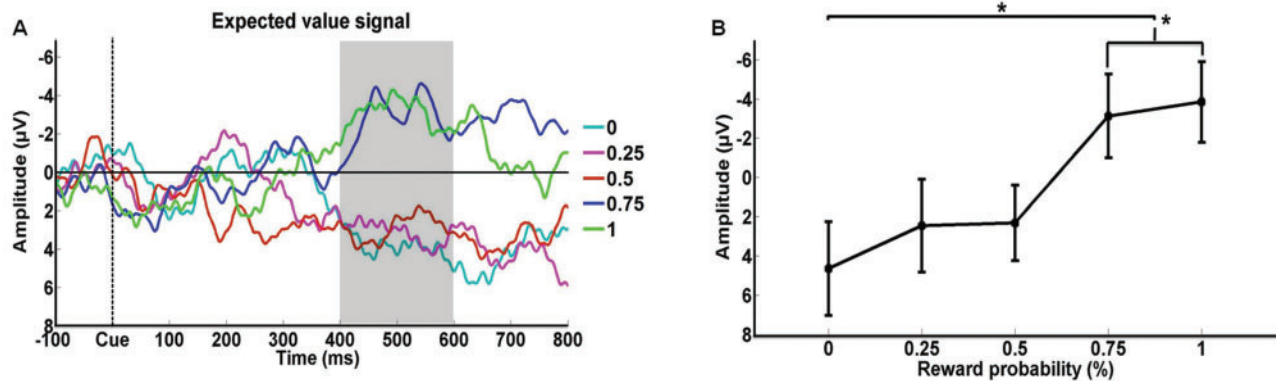 A
Expected value signal
-6
-4
-2
0
2
4
6
8
Amplitude (µV)
-100 Cue 100 200 300 400 500 600 700 800
Time (ms)
0
0.25
0.5
0.75
1
B
*
*
-6
-4
-2
0
2
4
6
8
Amplitude (µV)
0 0.25 0.5 0.75 1
Reward probability (%)